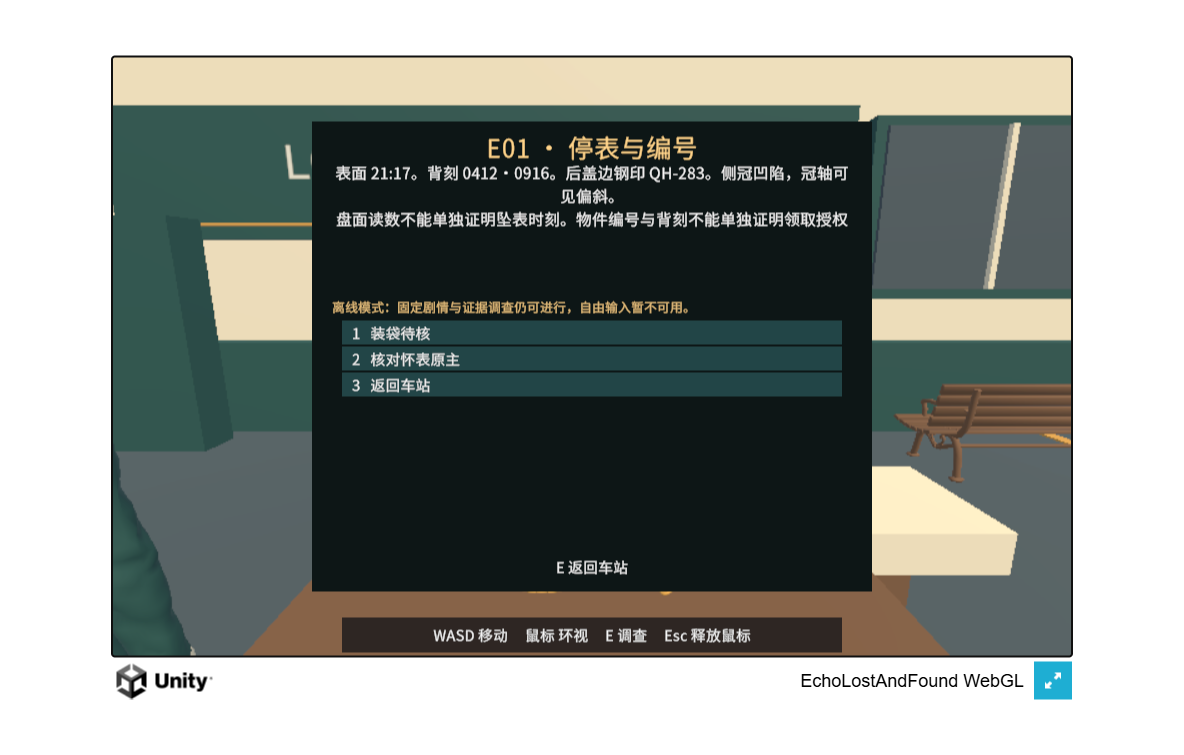 E01 · 停表与编号
表面 21:17。背刻 0412·0916。后盖边钢印 QH-283。侧冠凹陷，冠轴可
见偏斜。
盘面读数不能单独证明坠表时刻。物件编号与背刻不能单独证明领取授权
离线模式：固定剧情与证据调查仍可进行，自由输入暂不可用。
1 装袋待核
2 核对怀表原主
3 返回车站
E 返回车站
WASD 移动 鼠标 环视 E 调查 Esc 释放鼠标
Unity
EchoLostAndFound WebGL